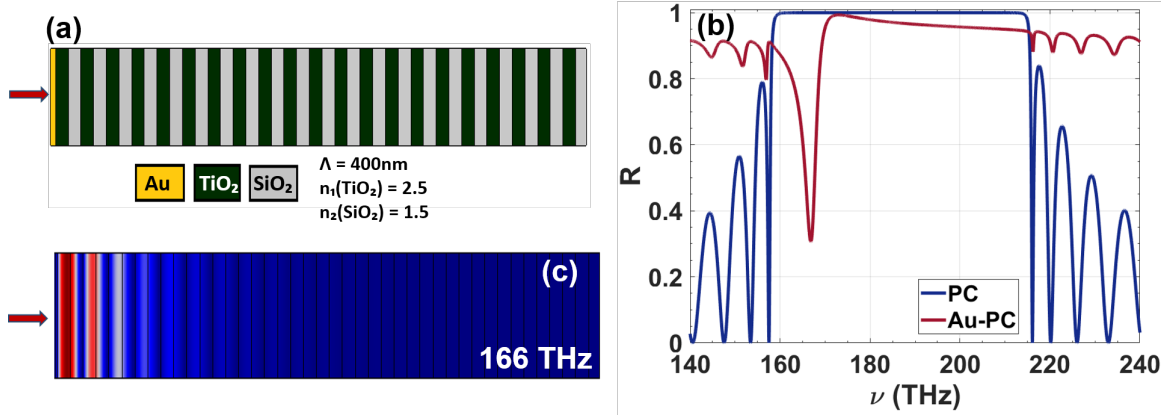 (a)
Au
TiO₂
SiO₂
Λ = 400nm
n₁(TiO₂) = 2.5
n₂(SiO₂) = 1.5
(c)
166 THz
(b)
R
1
0.8
0.6
0.4
0.2
0
PC
Au-PC
140 160 180 200 220 240
ν (THz)